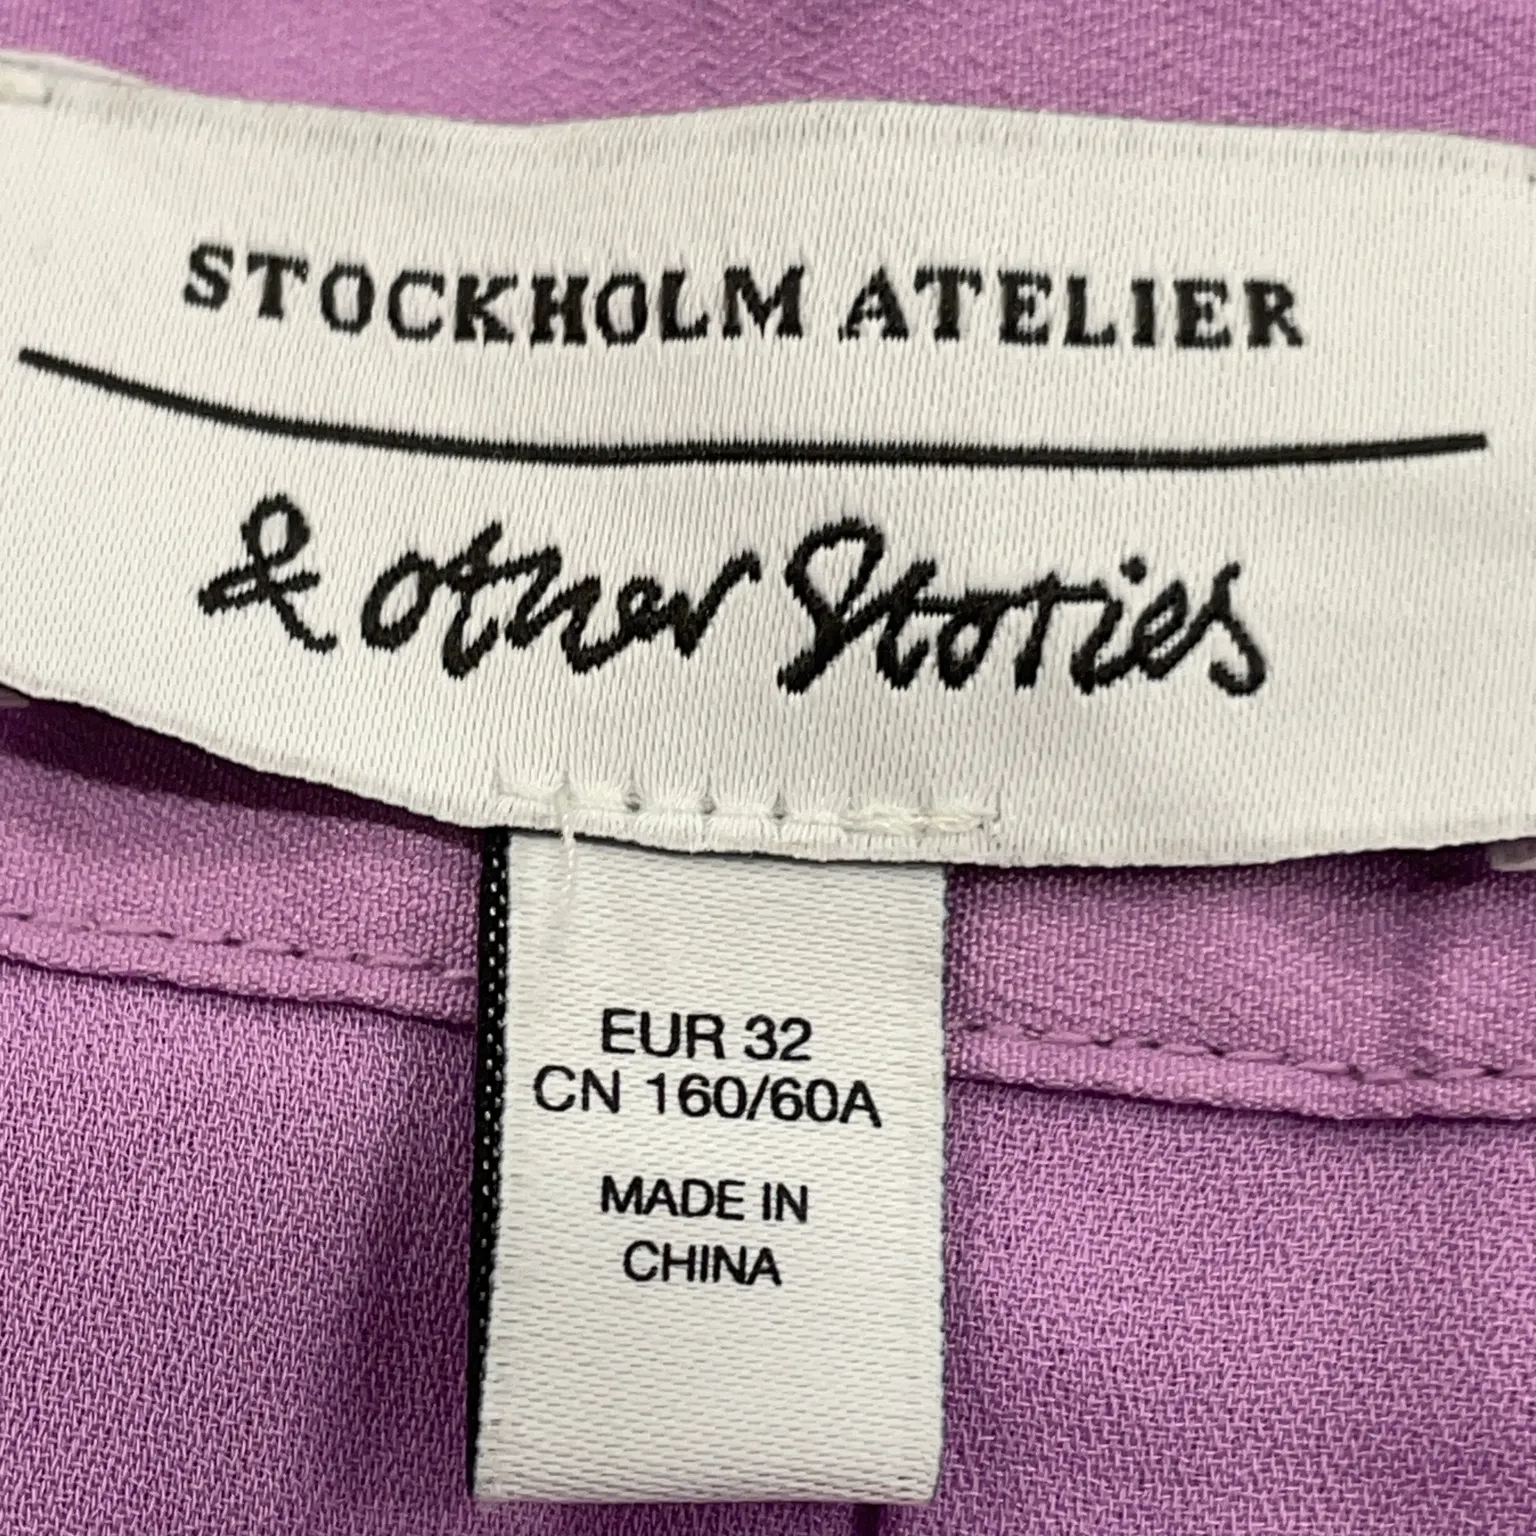 STOCKHOLM ATELIER
& other Stories
EUR 32
CN 160/60A
MADE IN
CHINA